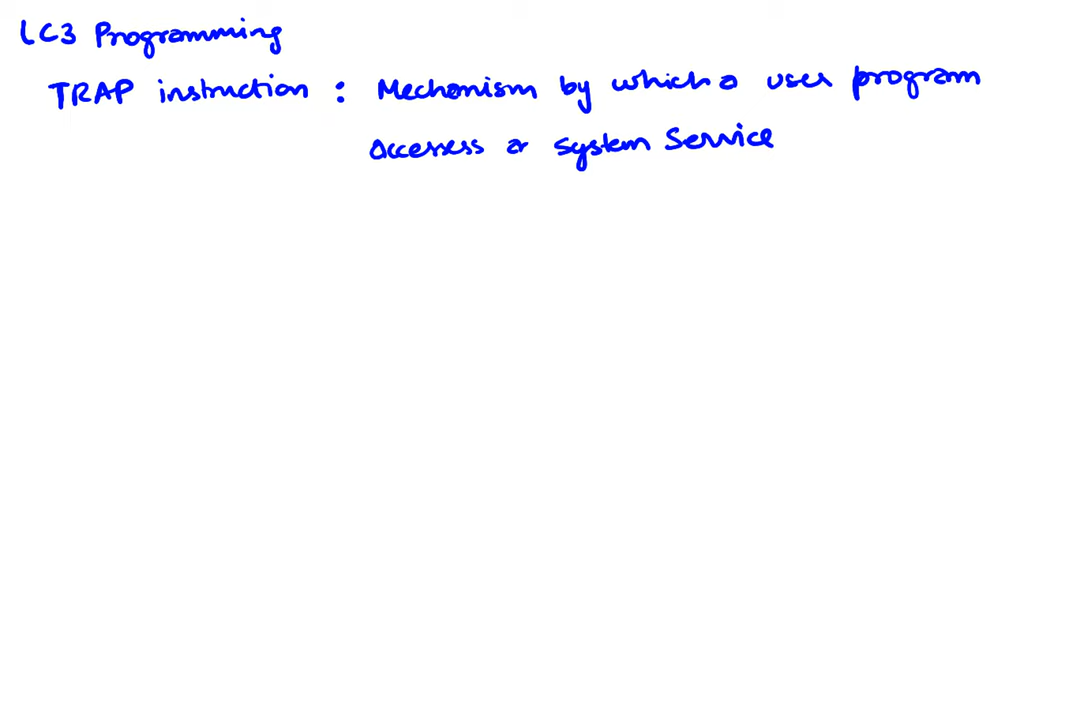 LC3 Programming
TRAP instruction : Mechanism by which a user program
accesses a system service